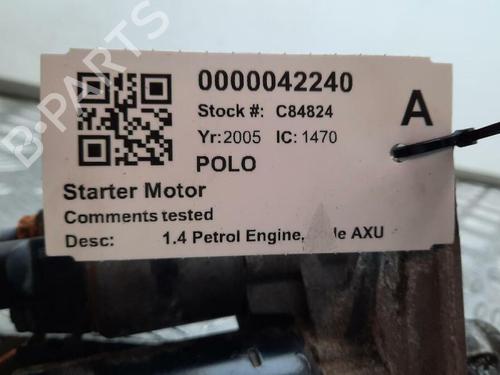 0000042240
Stock #: C84824
A
Yr:2005 IC: 1470
POLO
Starter Motor
Comments tested
Desc: 1.4 Petrol Engine, AXU
B-PARTS